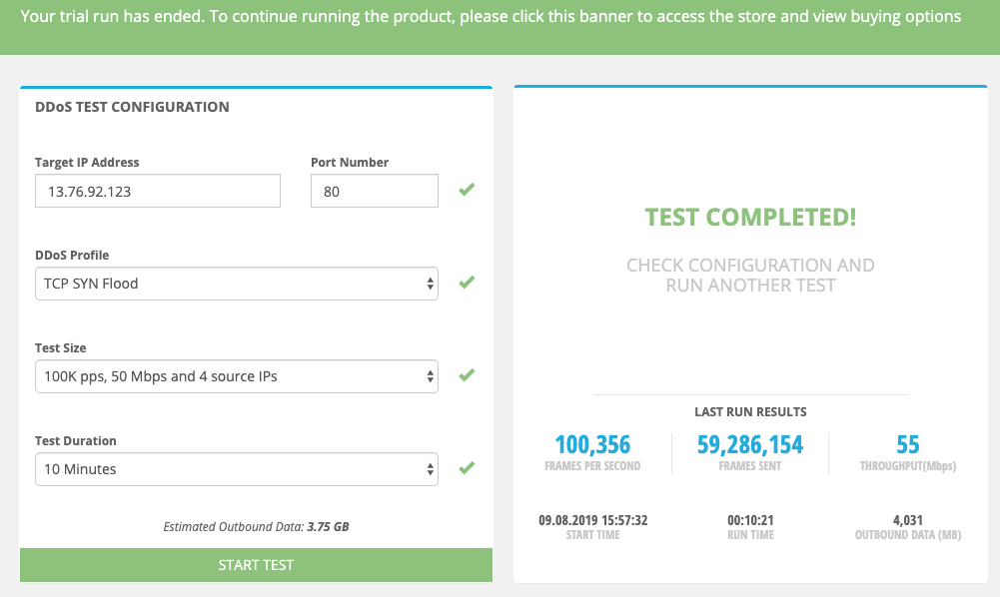 Your trial run has ended. To continue running the product, please click this banner to access the store and view buying options
DDoS TEST CONFIGURATION
Target IP Address
Port Number
13.76.92.123
80
DDoS Profile
TCP SYN Flood
Test Size
100K pps, 50 Mbps and 4 source IPs
Test Duration
10 Minutes
Estimated Outbound Data: 3.75 GB
START TEST
TEST COMPLETED!
CHECK CONFIGURATION AND
RUN ANOTHER TEST
LAST RUN RESULTS
100,356
FRAMES PER SECOND
59,286,154
FRAMES SENT
55
THROUGHPUT(Mbps)
09.08.2019 15:57:32
START TIME
00:10:21
RUN TIME
4,031
OUTBOUND DATA (MB)